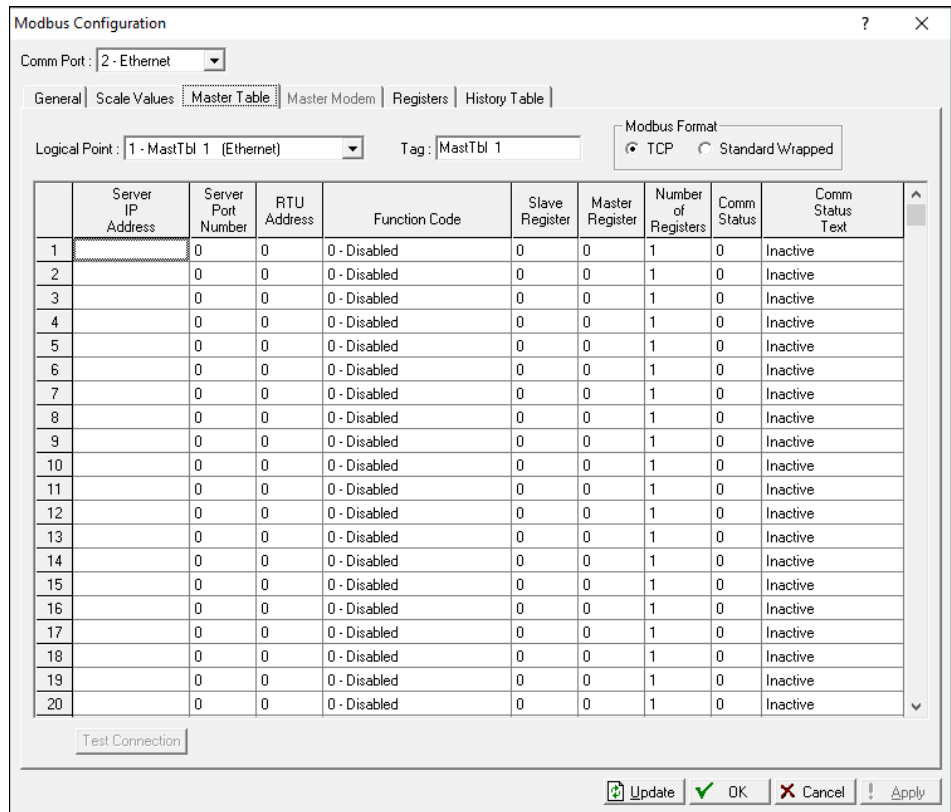 Modbus Configuration ? ×
Comm Port : 2 - Ethernet
General Scale Values Master Table Master Modem Registers History Table
Modbus Format
Logical Point : 1 - MastTbl 1 (Ethernet) Tag : MastTbl 1 TCP Standard Wrapped
Server IP Address Server Port Number RTU Address Function Code Slave Register Master Register Number of Registers Comm Status Comm Status Text
1 0 0 0 - Disabled 0 0 1 0 Inactive
2 0 0 0 - Disabled 0 0 1 0 Inactive
3 0 0 0 - Disabled 0 0 1 0 Inactive
4 0 0 0 - Disabled 0 0 1 0 Inactive
5 0 0 0 - Disabled 0 0 1 0 Inactive
6 0 0 0 - Disabled 0 0 1 0 Inactive
7 0 0 0 - Disabled 0 0 1 0 Inactive
8 0 0 0 - Disabled 0 0 1 0 Inactive
9 0 0 0 - Disabled 0 0 1 0 Inactive
10 0 0 0 - Disabled 0 0 1 0 Inactive
11 0 0 0 - Disabled 0 0 1 0 Inactive
12 0 0 0 - Disabled 0 0 1 0 Inactive
13 0 0 0 - Disabled 0 0 1 0 Inactive
14 0 0 0 - Disabled 0 0 1 0 Inactive
15 0 0 0 - Disabled 0 0 1 0 Inactive
16 0 0 0 - Disabled 0 0 1 0 Inactive
17 0 0 0 - Disabled 0 0 1 0 Inactive
18 0 0 0 - Disabled 0 0 1 0 Inactive
19 0 0 0 - Disabled 0 0 1 0 Inactive
20 0 0 0 - Disabled 0 0 1 0 Inactive
Test Connection
Update OK Cancel ! Apply